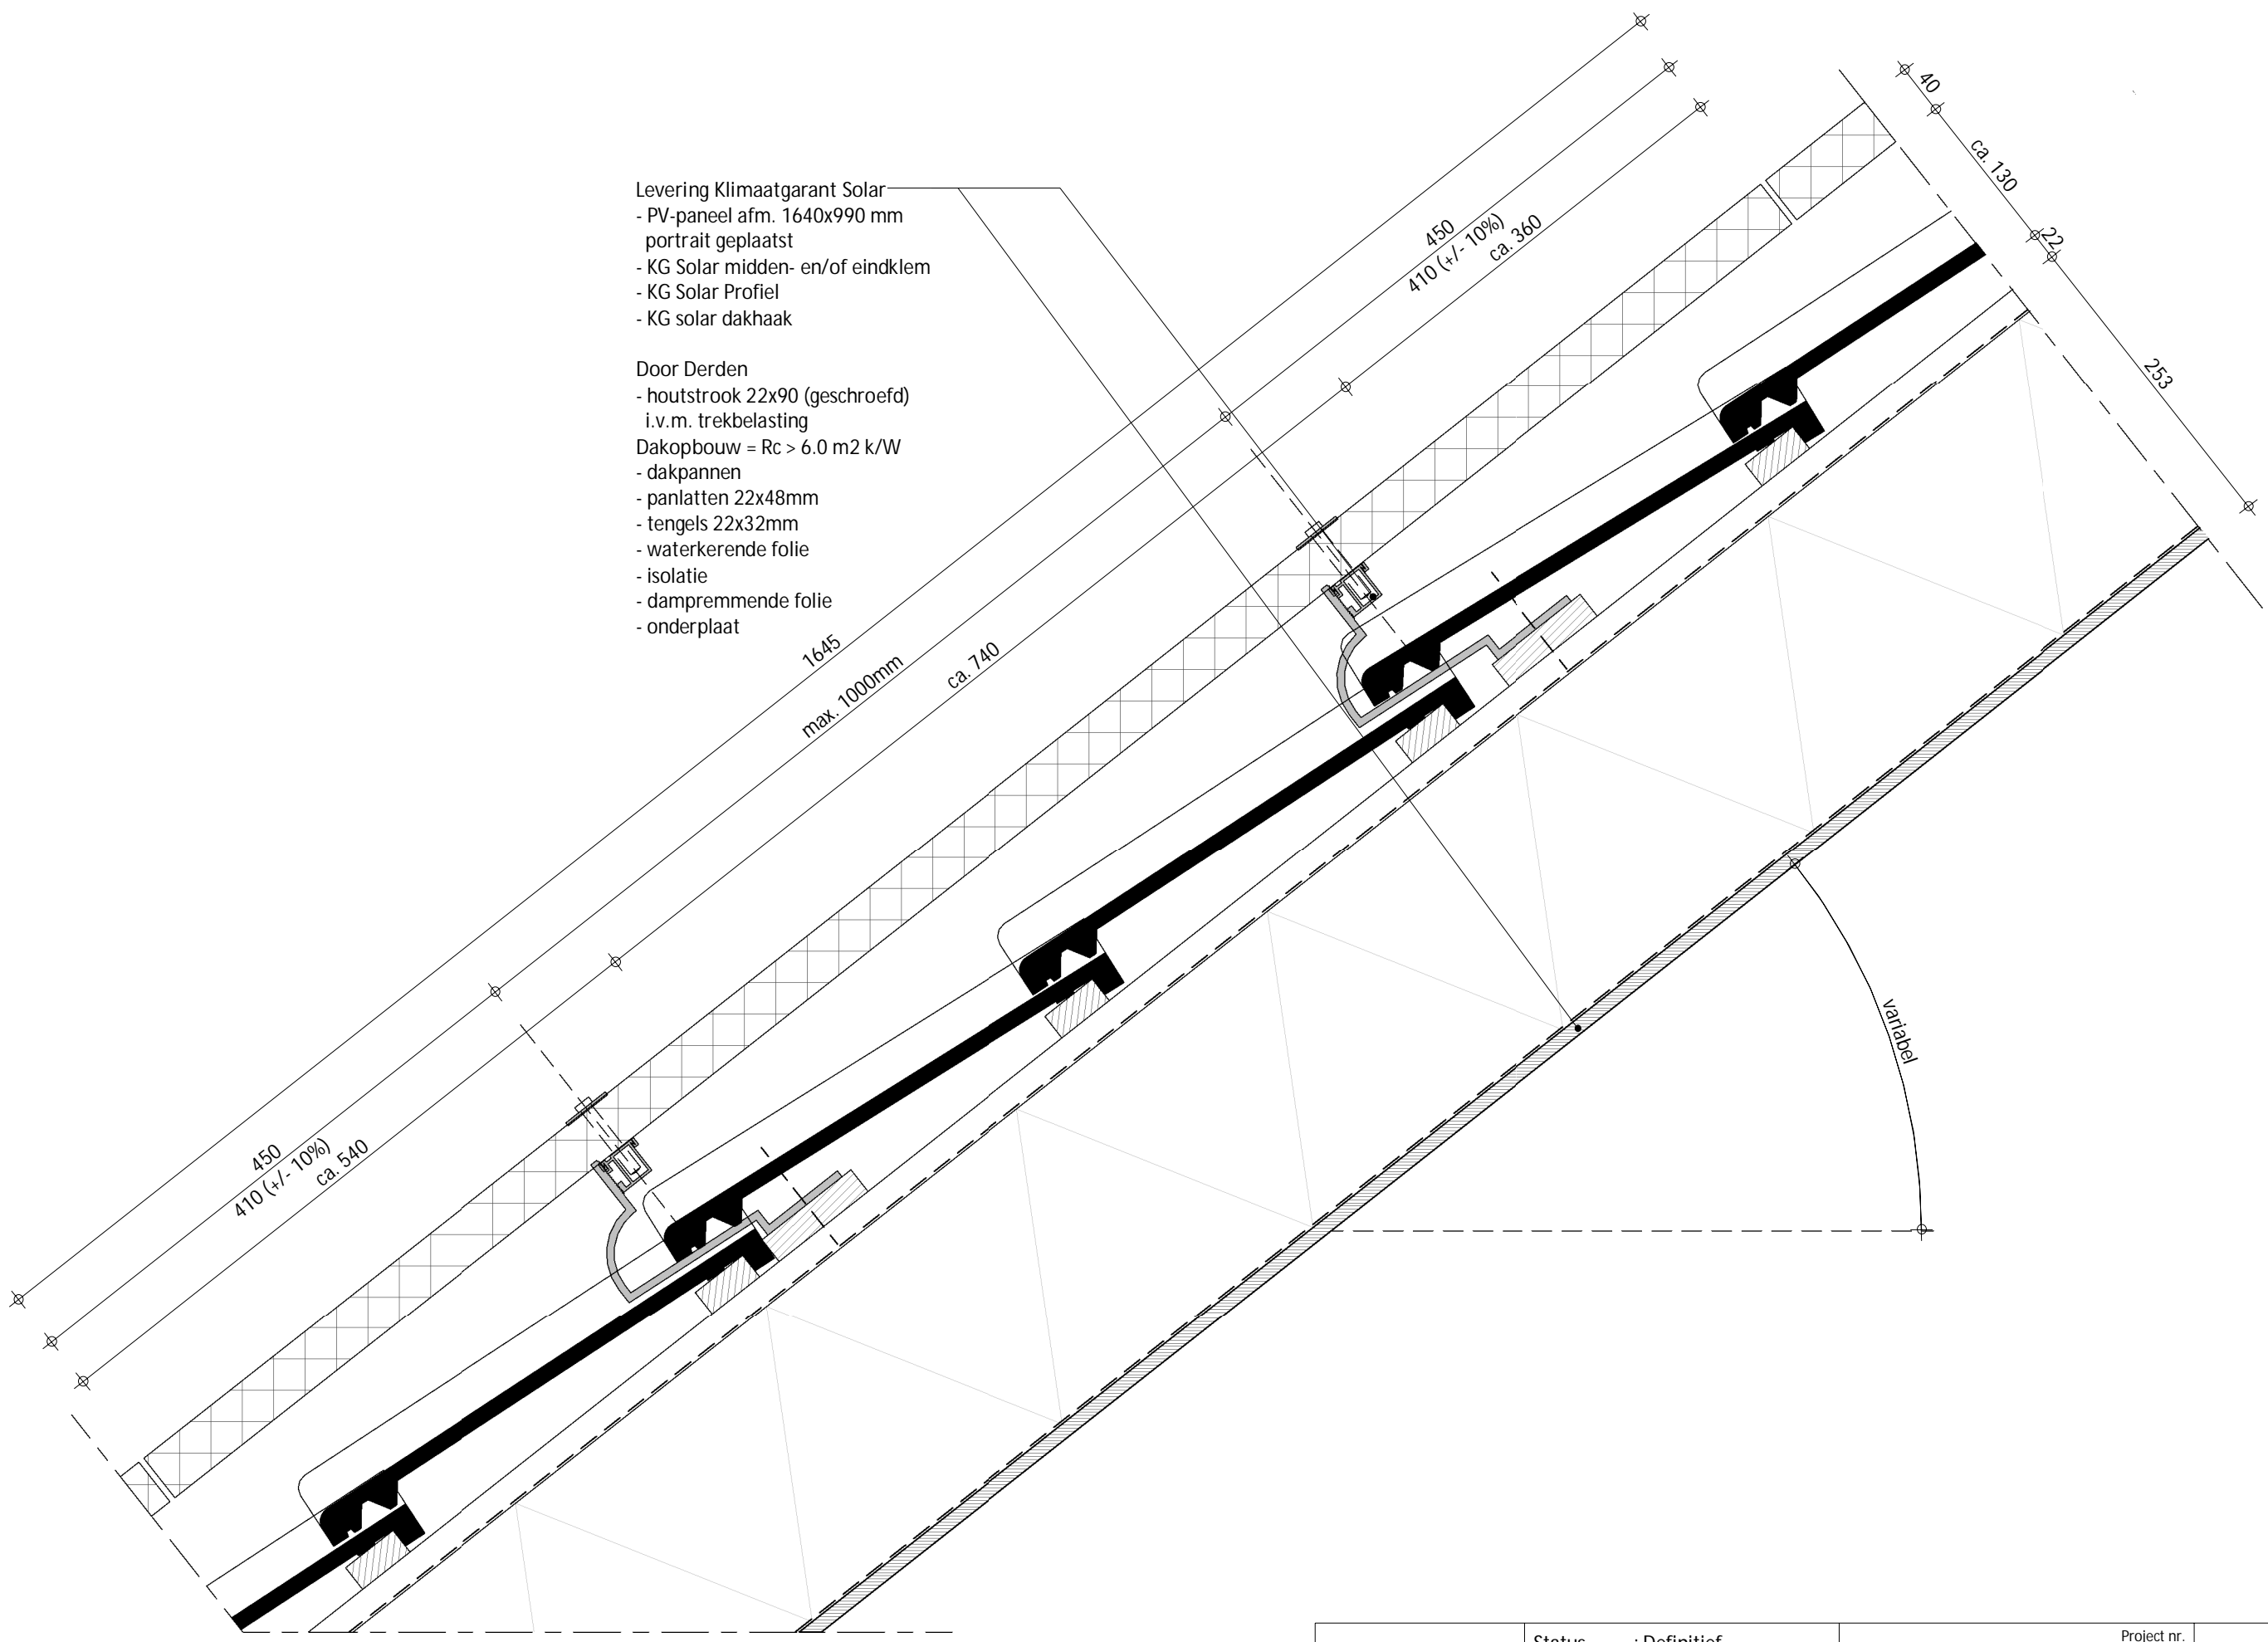 Levering Klimaatgarant Solar
- PV-paneel afm. 1640x990 mm
portrait geplaatst
- KG Solar midden- en/of eindklem
- KG Solar Profiel
- KG solar dakhaak
Door Derden
- houtstrook 22x90 (geschroefd)
i.v.m. trekbelasting
Dakopbouw = Rc > 6.0 m2 k/W
- dakpannen
- panlatten 22x48mm
- tengels 22x32mm
- waterkerende folie
- isolatie
- dampremmende folie
- onderplaat
450
410 (+/- 10%)
ca. 360
40
ca. 130
22
253
1645
max. 1000mm
ca. 740
450
410 (+/- 10%)
ca. 540
variabel
Status : Definitief
Project nr.